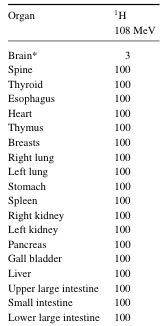 Organ ¹H
108 MeV
Brain* 3
Spine 100
Thyroid 100
Esophagus 100
Heart 100
Thymus 100
Breasts 100
Right lung 100
Left lung 100
Stomach 100
Spleen 100
Right kidney 100
Left kidney 100
Pancreas 100
Gall bladder 100
Liver 100
Upper large intestine 100
Small intestine 100
Lower large intestine 100